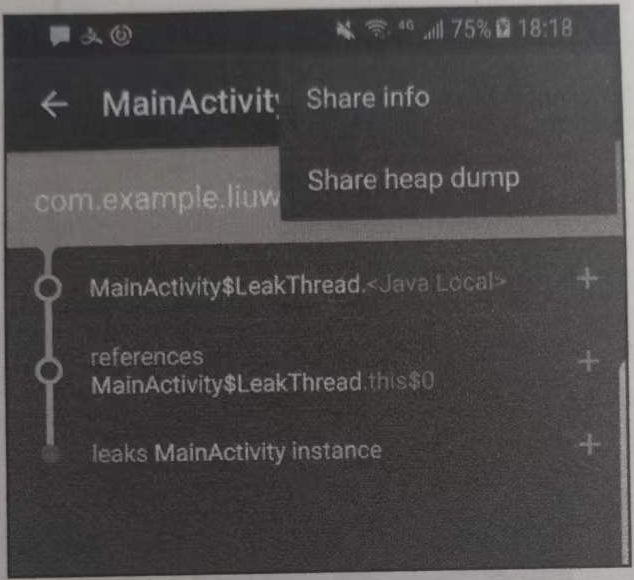 4G 75% 18:18
MainActivity
Share info
com.example.liuw
Share heap dump
MainActivity$LeakThread.<Java Local>
references
MainActivity$LeakThread.this$0
leaks MainActivity instance